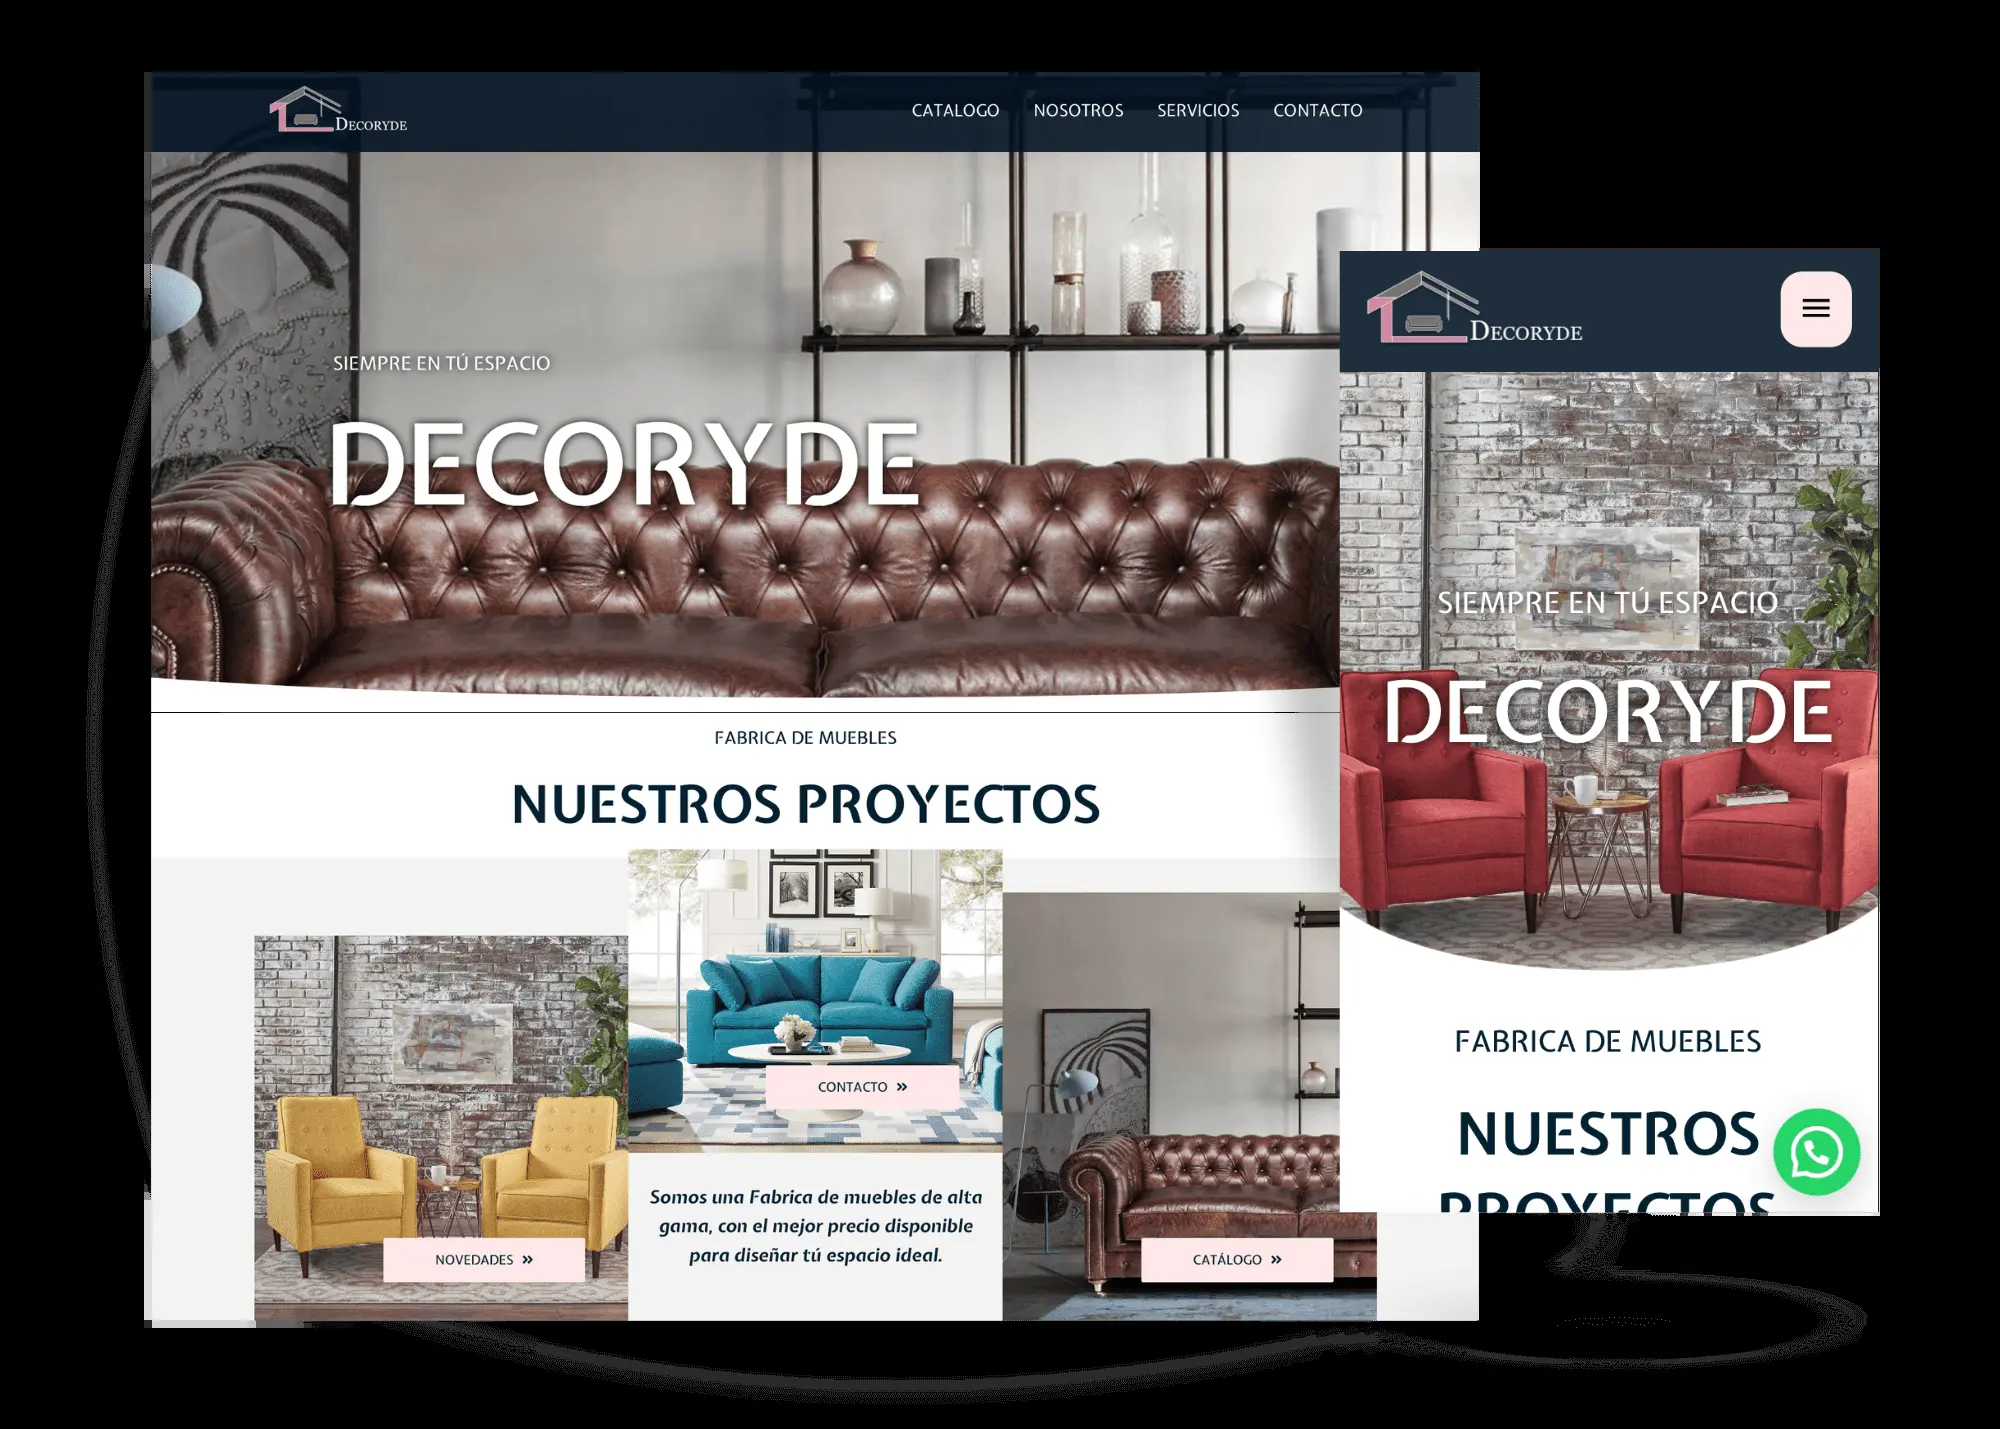 DECORYDE
CATALOGO NOSOTROS SERVICIOS CONTACTO
SIEMPRE EN TÚ ESPACIO
DECORYDE
FABRICA DE MUEBLES
NUESTROS PROYECTOS
CONTACTO »
NOVEDADES »
Somos una Fabrica de muebles de alta
gama, con el mejor precio disponible
para diseñar tú espacio ideal.
CATÁLOGO »
DECORYDE
SIEMPRE EN TÚ ESPACIO
DECORYDE
FABRICA DE MUEBLES
NUESTROS
PROYECTOS